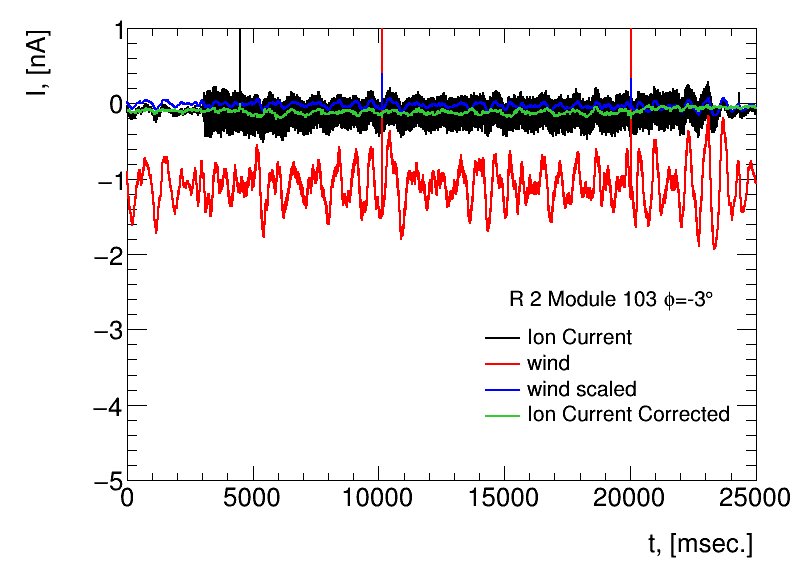 I, [nA]
1
0
−1
−2
−3
−4
−5
R 2 Module 103 ϕ=-3°
Ion Current
wind
wind scaled
Ion Current Corrected
0 5000 10000 15000 20000 25000
t, [msec.]